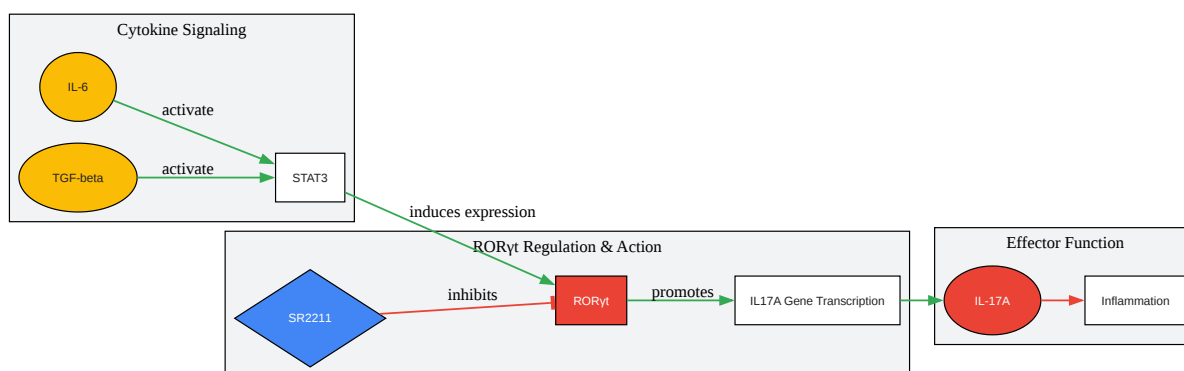 Cytokine Signaling
IL-6
activate
TGF-beta
activate
STAT3
induces expression
RORγt Regulation & Action
SR2211
inhibits
RORγt
promotes
IL17A Gene Transcription
Effector Function
IL-17A
Inflammation